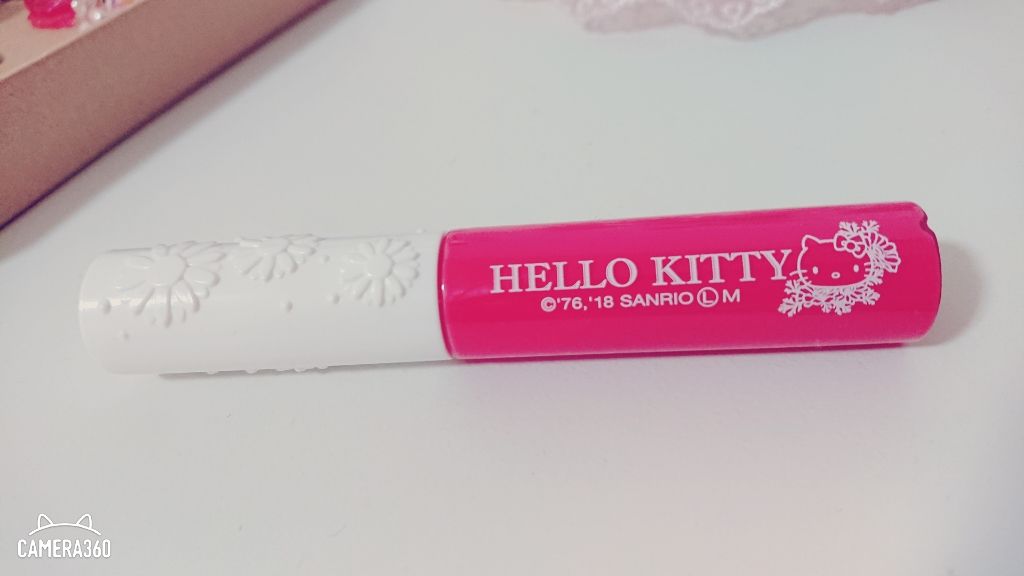 HELLO KITTY
©'76,'18 SANRIO Ⓛ M
CAMERA360